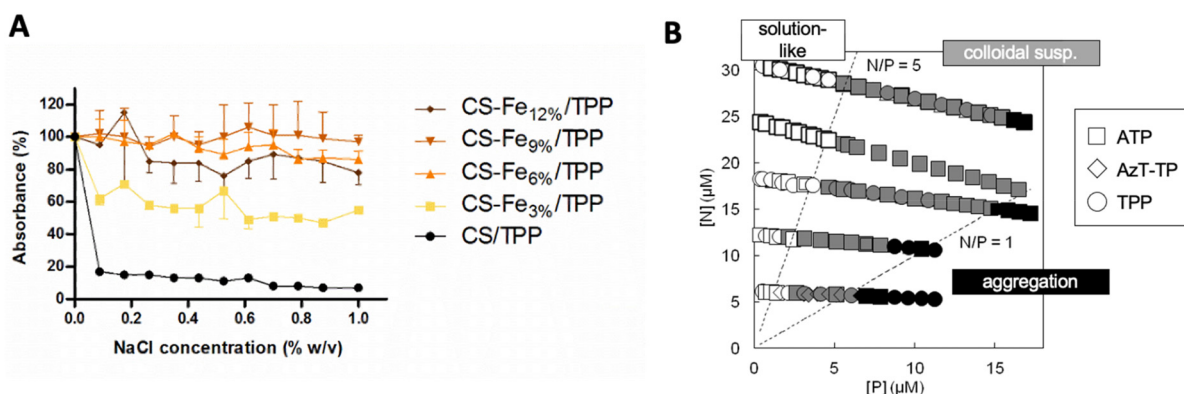 A
Absorbance (%)
120
100
80
60
40
20
0
0.0 0.2 0.4 0.6 0.8 1.0
NaCl concentration (% w/v)
CS-Fe12%/TPP
CS-Fe9%/TPP
CS-Fe6%/TPP
CS-Fe3%/TPP
CS/TPP
B
solution-
like
colloidal susp.
N/P = 5
N/P = 1
aggregation
[N] (µM)
30
25
20
15
10
5
0
0 5 10 15
[P] (µM)
ATP
AzT-TP
TPP